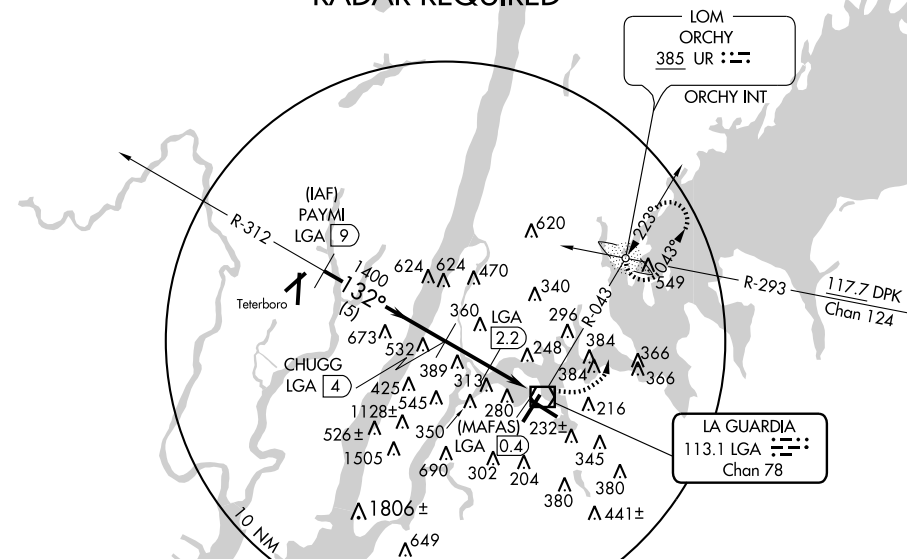 RADAR REQUIRED
LOM
ORCHY
385 UR
ORCHY INT
(IAF)
PAYMI
LGA 9
R-312
Teterboro
1400
132°
(5)
624
624
470
620
223°
043°
549
R-293
117.7 DPK
Chan 124
340
R-043
360
LGA
2.2
296
673
532
248
384
384
366
366
CHUGG
LGA 4
389
313
425
545
280
216
1128±
350
(MAFAS)
LGA 0.4
232±
526±
1505
690
302
204
345
380
380
441±
LA GUARDIA
113.1 LGA
Chan 78
1806±
649
10 NM